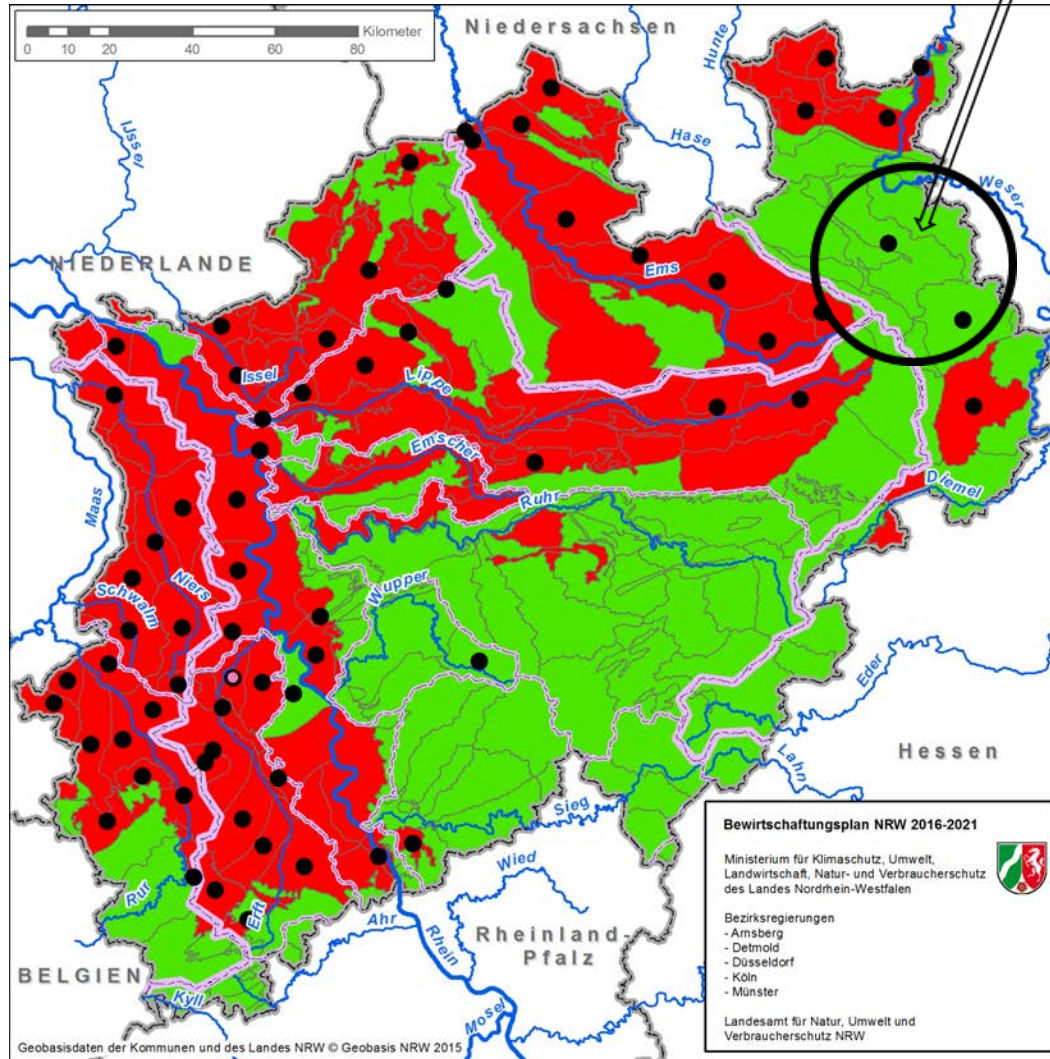 Kilometer
0 10 20 40 60 80
Niedersachsen
Hunte
IJssel
Hase
Weser
NIEDERLANDE
Ems
Issel
Lippe
Emscher
Ruhr
Diemel
Maas
Niers
Schwalm
Wupper
Eder
Hessen
Lahn
Sieg
Wied
Rur
Erft
Ahr
Rhein
Rheinland-
Pfalz
BELGIEN
Kyll
Mosel
Bewirtschaftungsplan NRW 2016-2021
Ministerium für Klimaschutz, Umwelt,
Landwirtschaft, Natur- und Verbraucherschutz
des Landes Nordrhein-Westfalen
Bezirksregierungen
- Arnsberg
- Detmold
- Düsseldorf
- Köln
- Münster
Landesamt für Natur, Umwelt und
Verbraucherschutz NRW
Geobasisdaten der Kommunen und des Landes NRW © Geobasis NRW 2015